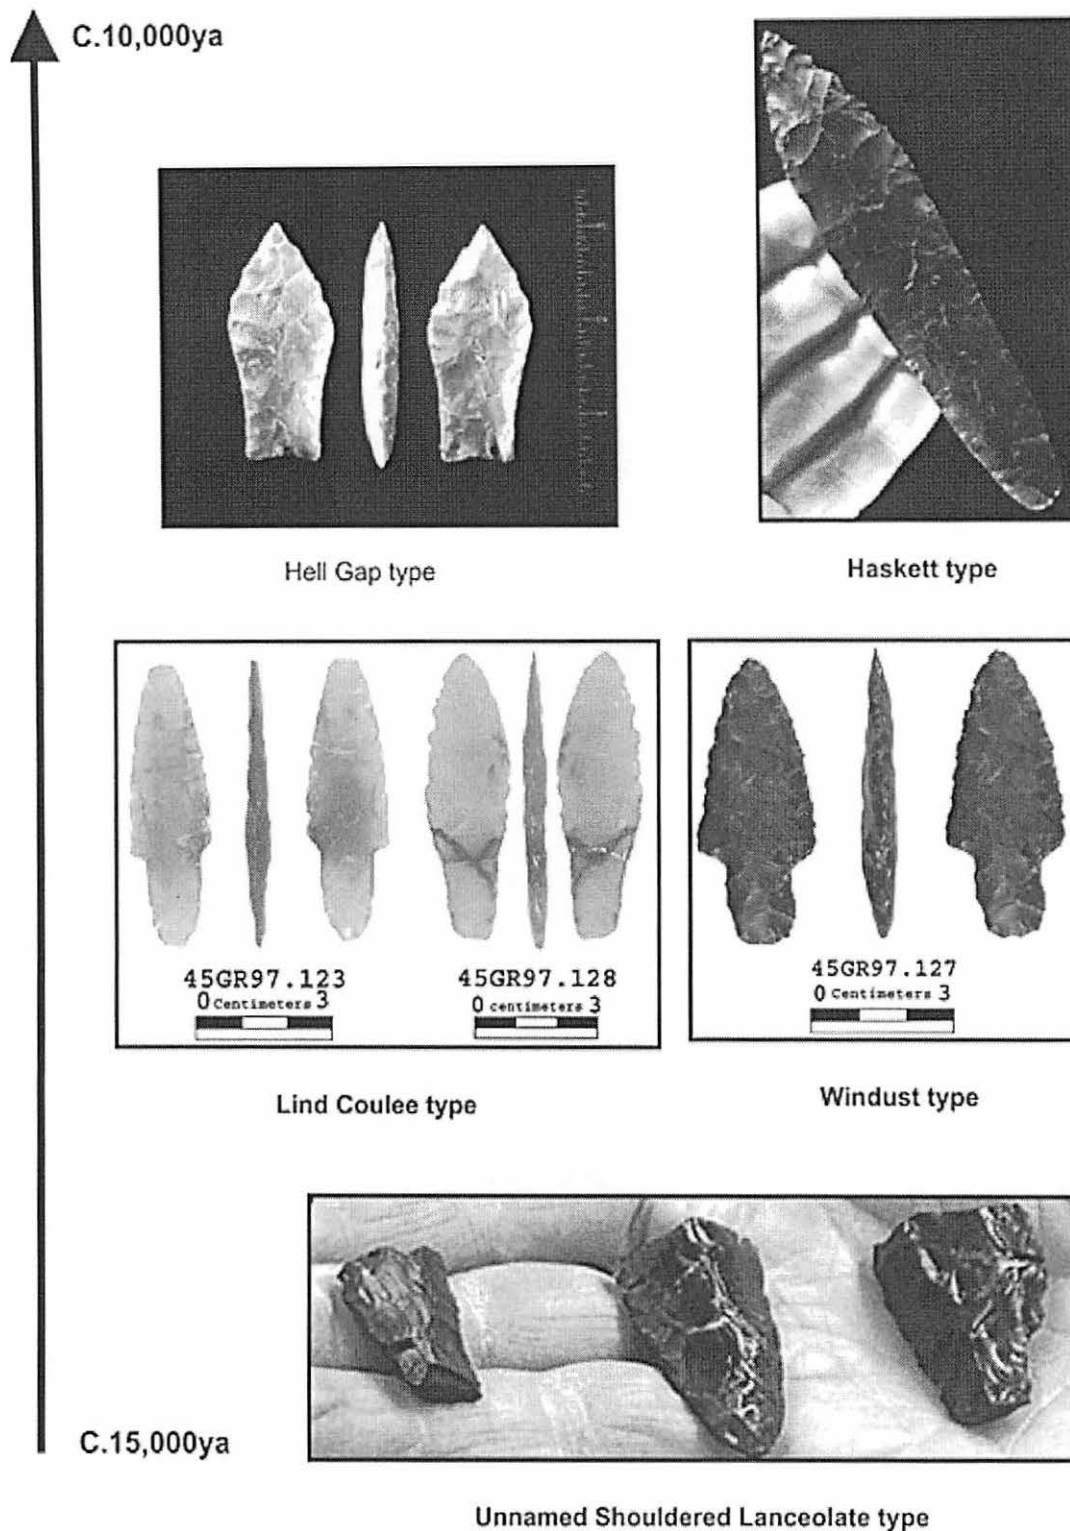 C.10,000ya
Hell Gap type
Haskett type
45GR97.123
0 Centimeters 3
45GR97.128
0 centimeters 3
45GR97.127
0 Centimeters 3
Lind Coulee type
Windust type
C.15,000ya
Unnamed Shouldered Lanceolate type